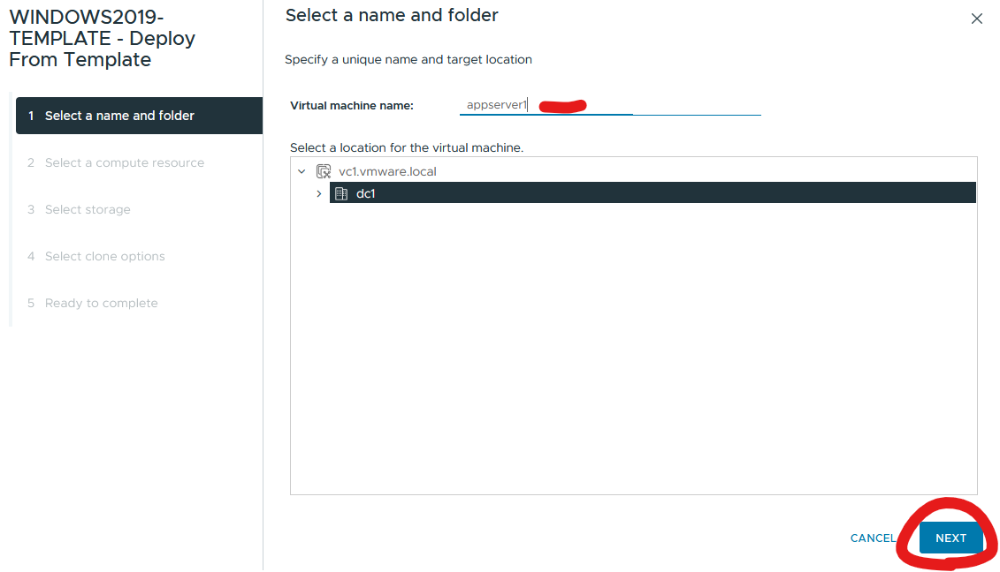 WINDOWS2019-
TEMPLATE - Deploy
From Template
1 Select a name and folder
2 Select a compute resource
3 Select storage
4 Select clone options
5 Ready to complete
Select a name and folder
Specify a unique name and target location
Virtual machine name: appserver1
Select a location for the virtual machine.
vc1.vmware.local
dc1
CANCEL NEXT